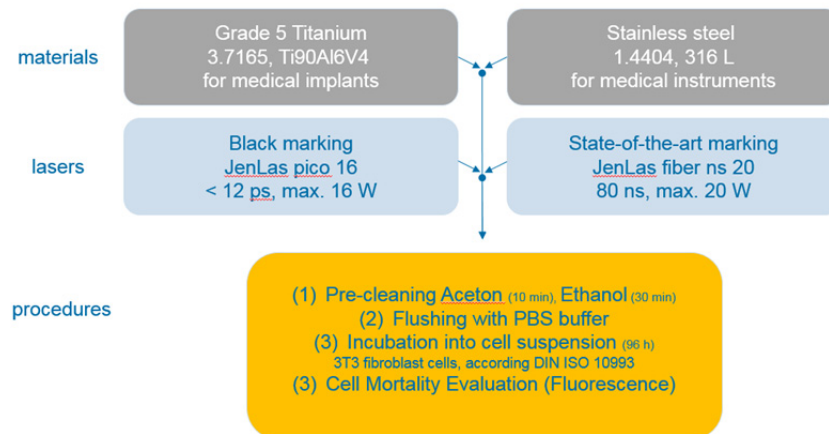 materials
Grade 5 Titanium
3.7165, Ti90Al6V4
for medical implants
Stainless steel
1.4404, 316 L
for medical instruments
lasers
Black marking
JenLas pico 16
< 12 ps, max. 16 W
State-of-the-art marking
JenLas fiber ns 20
80 ns, max. 20 W
procedures
(1) Pre-cleaning Aceton (10 min), Ethanol (30 min)
(2) Flushing with PBS buffer
(3) Incubation into cell suspension (96 h)
3T3 fibroblast cells, according DIN ISO 10993
(3) Cell Mortality Evaluation (Fluorescence)